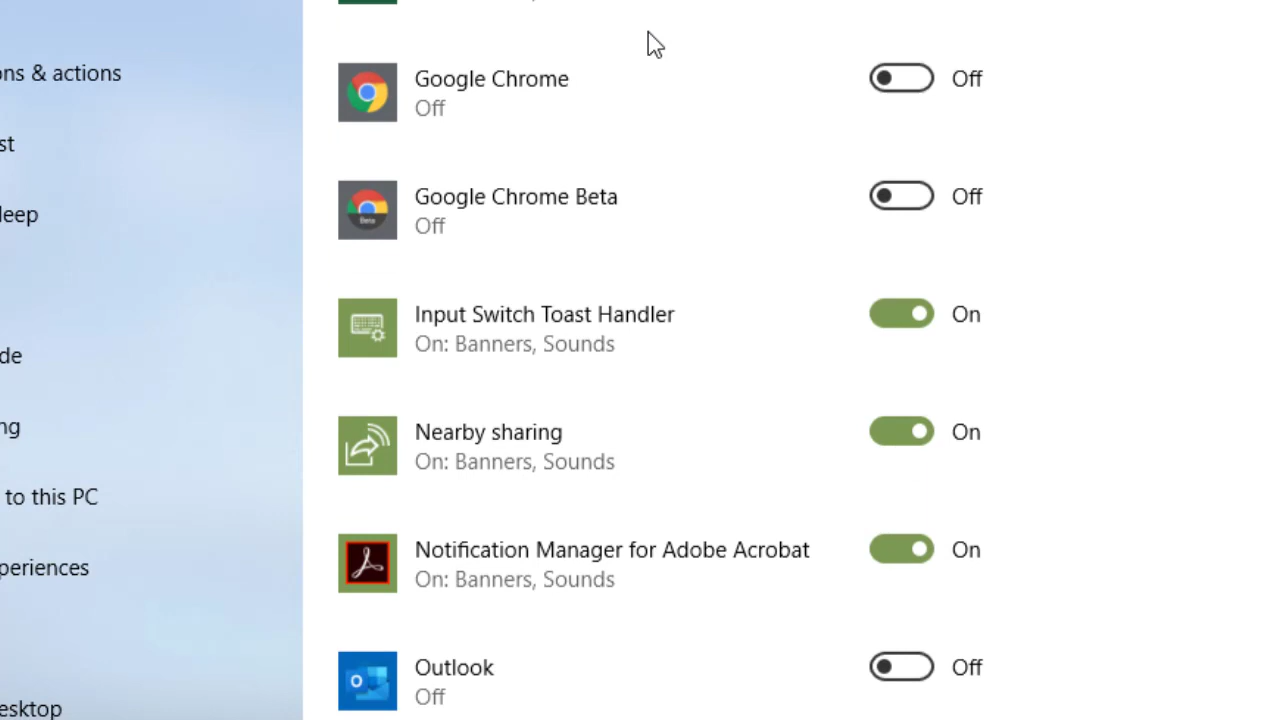 ons & actions
st
leep
de
ng
to this PC
periences
esktop
Google Chrome
Off
Off
Google Chrome Beta
Off
Off
Beta
Input Switch Toast Handler
On: Banners, Sounds
On
Nearby sharing
On: Banners, Sounds
On
Notification Manager for Adobe Acrobat
On: Banners, Sounds
On
Outlook
Off
Off